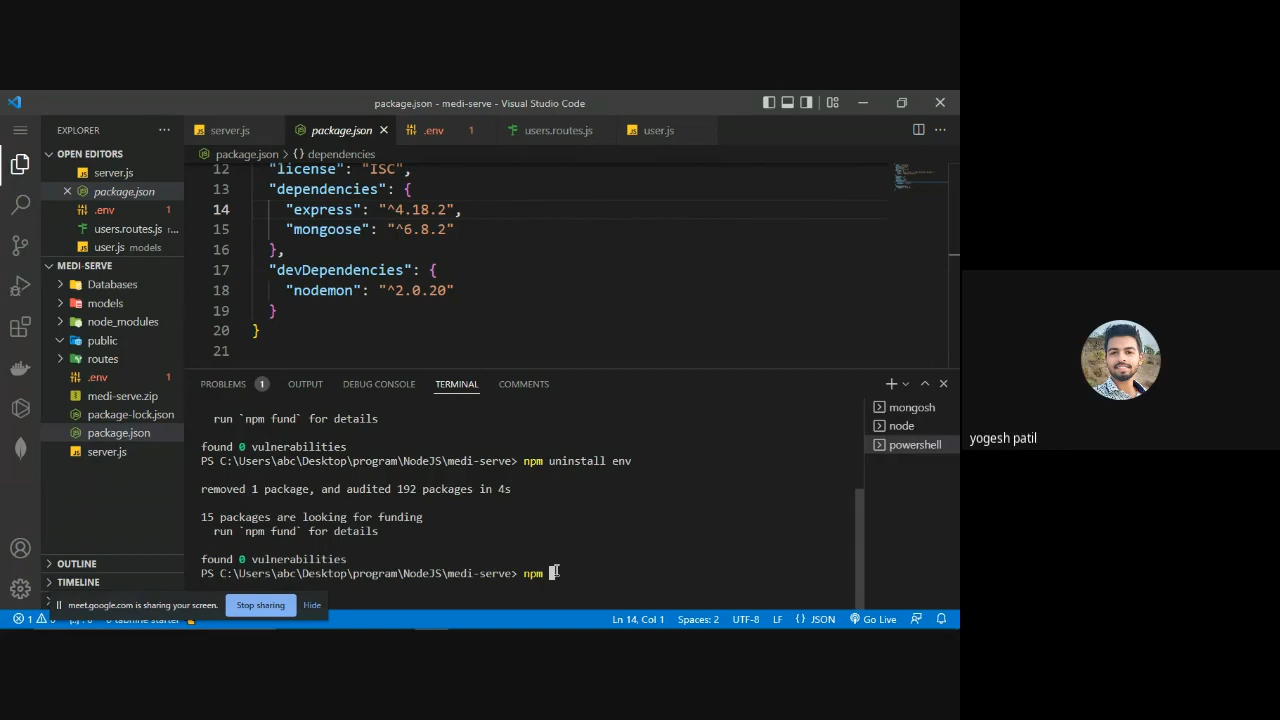 package.json - medi-serve - Visual Studio Code
EXPLORER
server.js
package.json
.env
1
users.routes.js
user.js
OPEN EDITORS
server.js
package.json
.env
1
users.routes.js ...
user.js models
MEDI-SERVE
Databases
models
node_modules
public
routes
.env
1
medi-serve.zip
package-lock.json
package.json
server.js
OUTLINE
TIMELINE
package.json > {} dependencies
12 "license": "ISC",
13 "dependencies": {
14 "express": "^4.18.2",
15 "mongoose": "^6.8.2"
16 },
17 "devDependencies": {
18 "nodemon": "^2.0.20"
19 }
20 }
21
PROBLEMS 1 OUTPUT DEBUG CONSOLE TERMINAL COMMENTS
run `npm fund` for details
found 0 vulnerabilities
PS C:\Users\abc\Desktop\program\NodeJS\medi-serve> npm uninstall env
removed 1 package, and audited 192 packages in 4s
15 packages are looking for funding
run `npm fund` for details
found 0 vulnerabilities
PS C:\Users\abc\Desktop\program\NodeJS\medi-serve> npm
mongosh
node
powershell
meet.google.com is sharing your screen. Stop sharing Hide
Ln 14, Col 1 Spaces: 2 UTF-8 LF {} JSON Go Live
yogesh patil